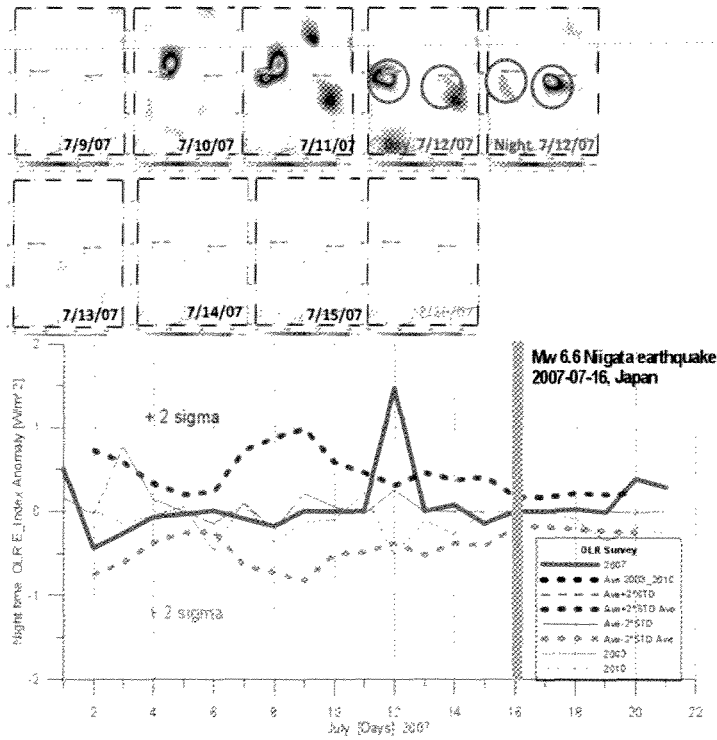 7/9/07
7/10/07
7/11/07
7/12/07
Night. 7/12/07
7/13/07
7/14/07
7/15/07
Mw 6.6 Niigata earthquake
2007-07-16, Japan
+ 2 sigma
+ 2 sigma
Night time OLR E_Index Anomaly [W/m^2]
2
1
0
-1
-2
OLR Survey
2007
Ave 2003_2010
Ave+2*STD
Ave+2*STD Ave
Ave-2*STD
Ave-2*STD Ave
2003
2010
2 4 6 8 10 12 14 16 18 20 22
July [Days] 2007